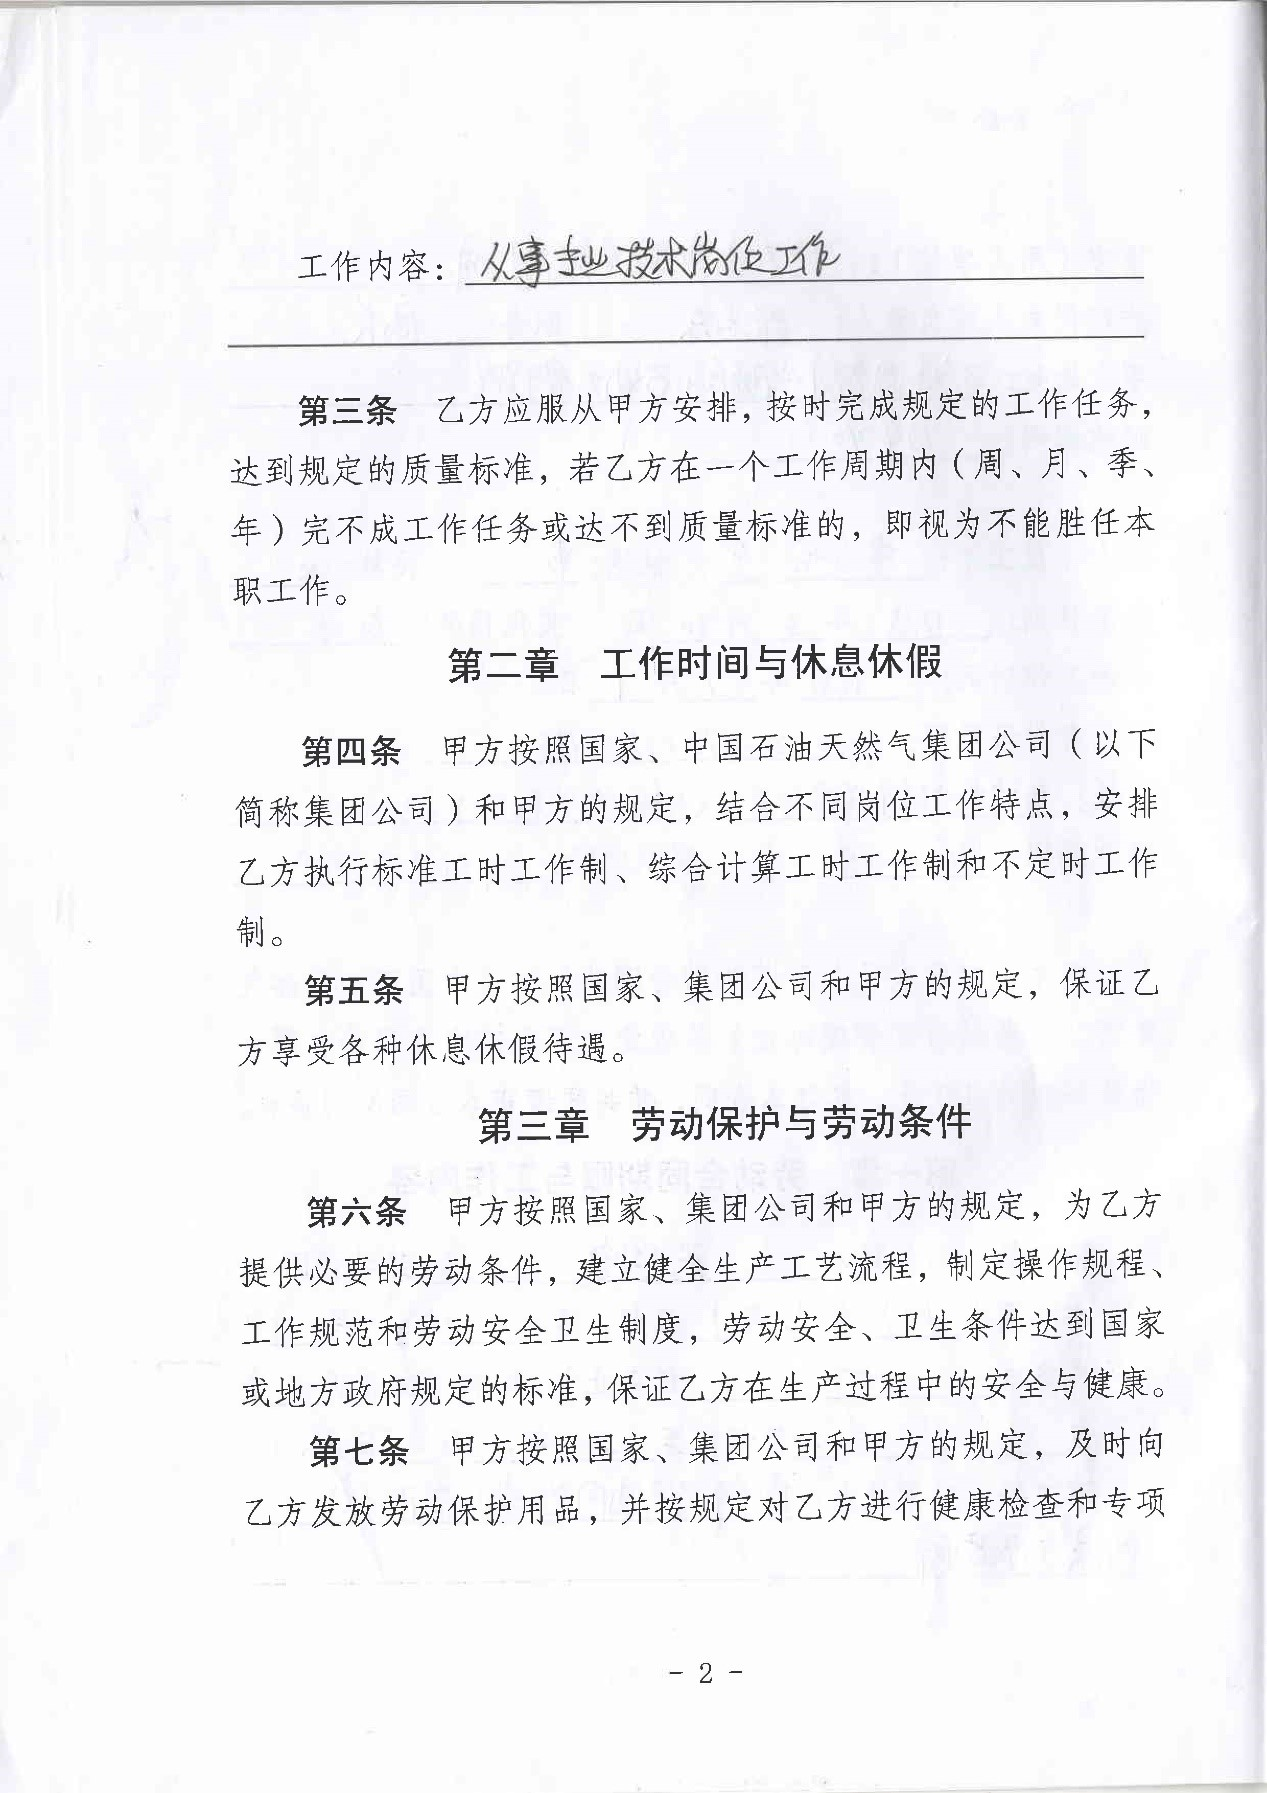 工作内容：从事专业技术岗位工作
第三条 乙方应服从甲方安排，按时完成规定的工作任务，
达到规定的质量标准，若乙方在一个工作周期内（周、月、季、
年）完不成工作任务或达不到质量标准的，即视为不能胜任本
职工作。
第二章 工作时间与休息休假
第四条 甲方按照国家、中国石油天然气集团公司（以下
简称集团公司）和甲方的规定，结合不同岗位工作特点，安排
乙方执行标准工时工作制、综合计算工时工作制和不定时工作
制。
第五条 甲方按照国家、集团公司和甲方的规定，保证乙
方享受各种休息休假待遇。
第三章 劳动保护与劳动条件
第六条 甲方按照国家、集团公司和甲方的规定，为乙方
提供必要的劳动条件，建立健全生产工艺流程，制定操作规程、
工作规范和劳动安全卫生制度，劳动安全、卫生条件达到国家
或地方政府规定的标准，保证乙方在生产过程中的安全与健康。
第七条 甲方按照国家、集团公司和甲方的规定，及时向
乙方发放劳动保护用品，并按规定对乙方进行健康检查和专项
- 2 -